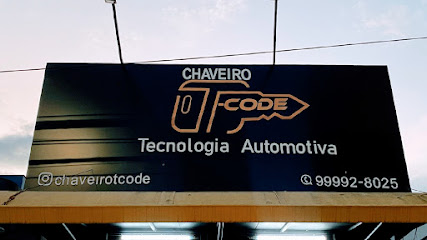 CHAVEIRO
T-CODE
Tecnologia Automotiva
chaveirotcode
99992-8025